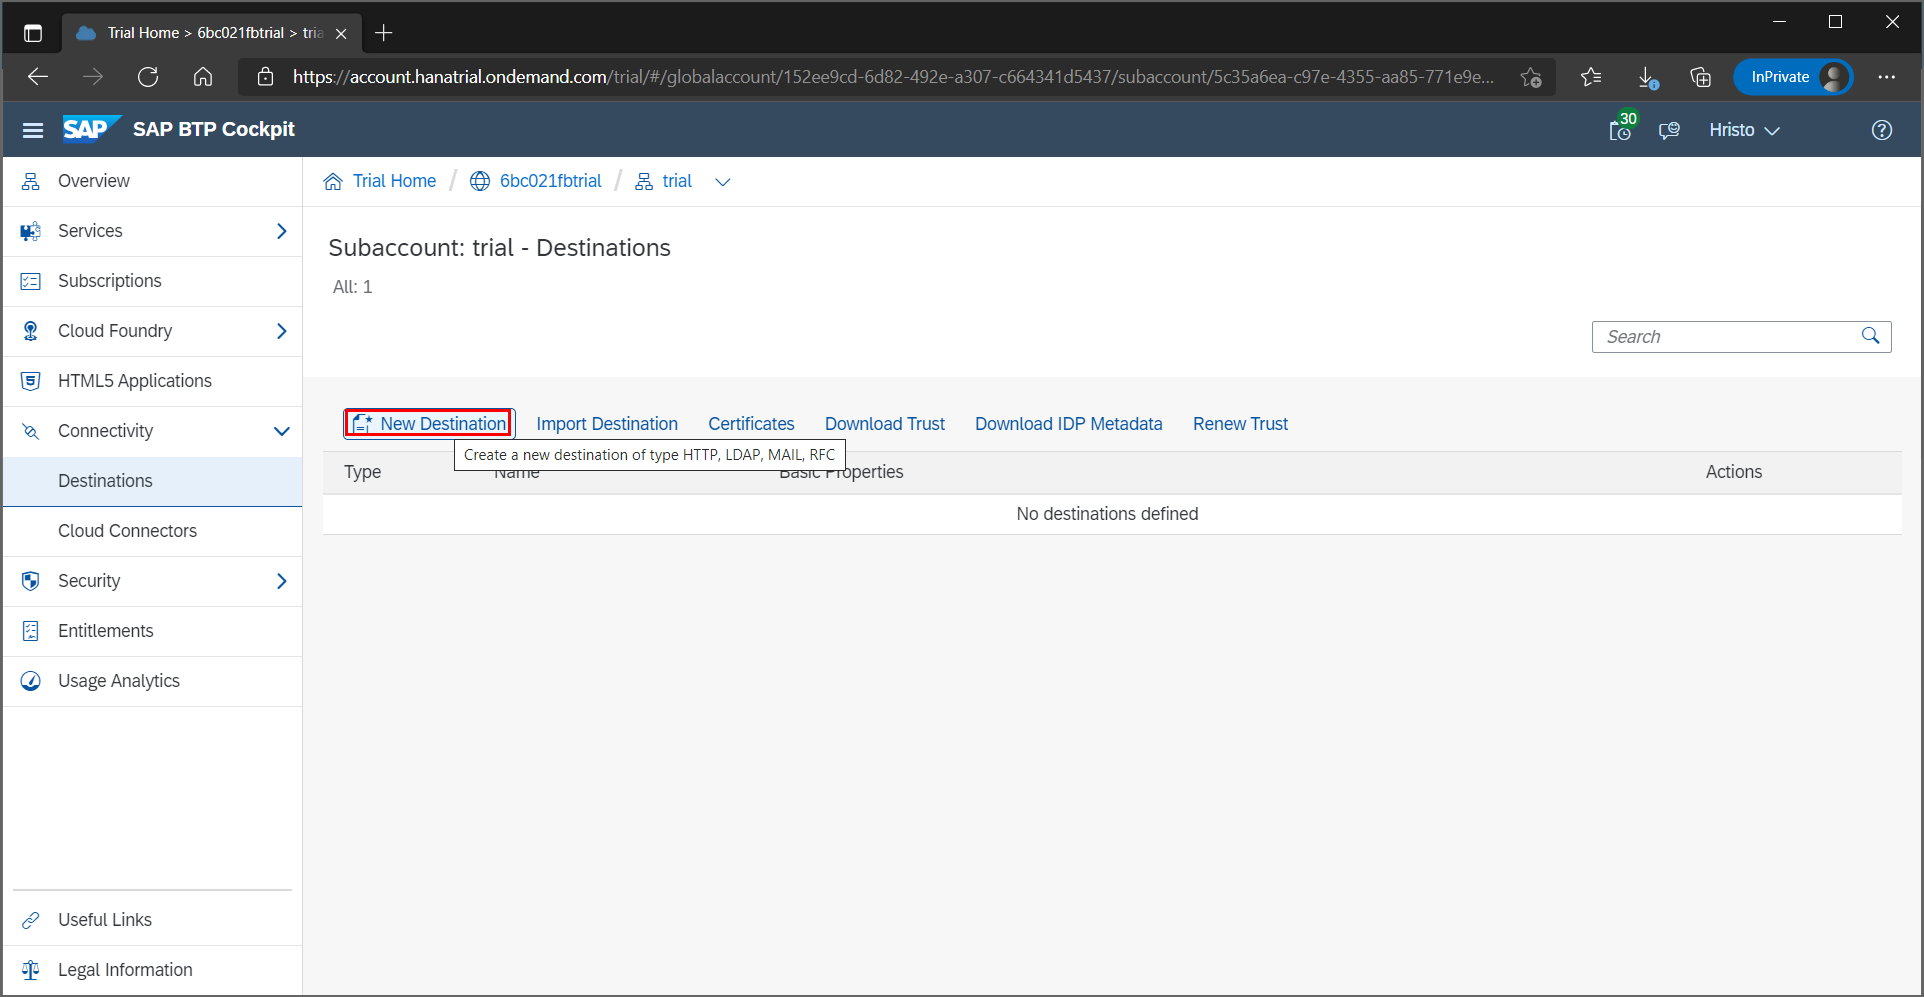 Trial Home > 6bc021fbtrial > tria
https://account.hanatrial.ondemand.com/trial/#/globalaccount/152ee9cd-6d82-492e-a307-c664341d5437/subaccount/5c35a6ea-c97e-4355-aa85-771e9e...
InPrivate
SAP SAP BTP Cockpit
30
Hristo
Overview
Services
Subscriptions
Cloud Foundry
HTML5 Applications
Connectivity
Destinations
Cloud Connectors
Security
Entitlements
Usage Analytics
Useful Links
Legal Information
Trial Home / 6bc021fbtrial / trial
Subaccount: trial - Destinations
All: 1
Search
New Destination Import Destination Certificates Download Trust Download IDP Metadata Renew Trust
Create a new destination of type HTTP, LDAP, MAIL, RFC
Type Name Basic Properties Actions
No destinations defined